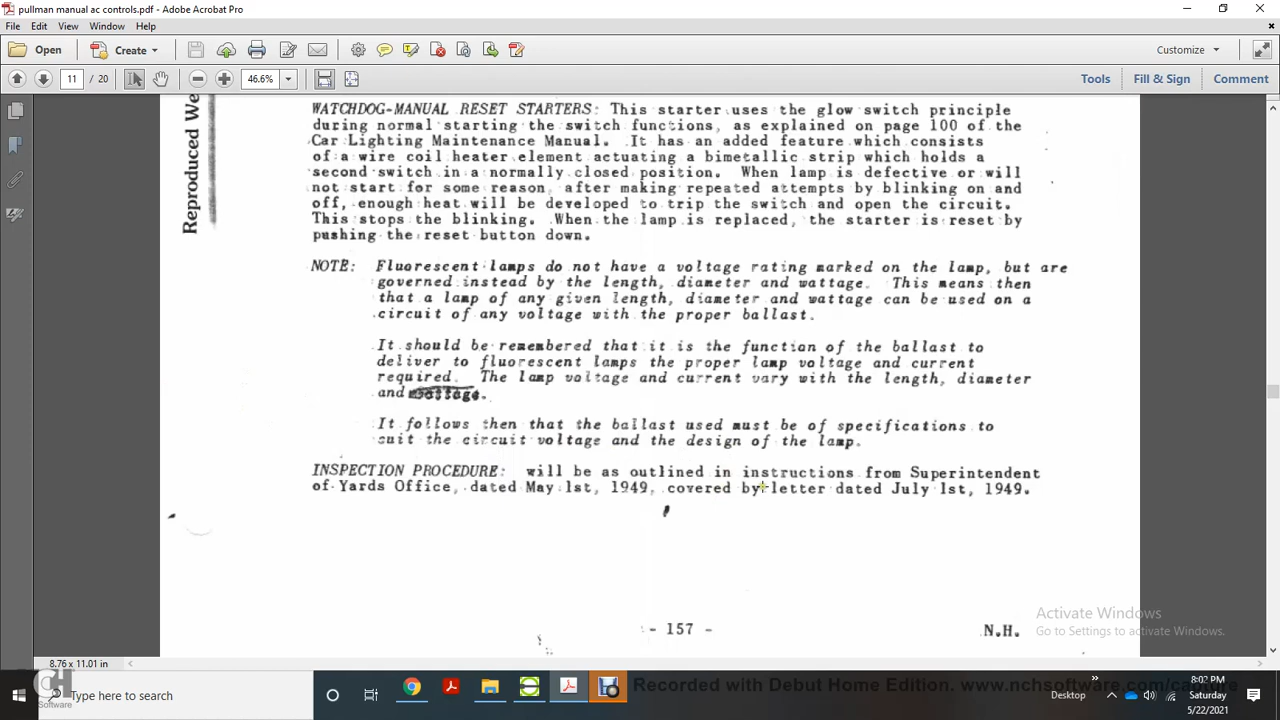 pullman manual ac controls.pdf - Adobe Acrobat Pro
File Edit View Window Help
Open Create Customize
11 / 20 46.6% Tools Fill & Sign Comment
Reproduced We
WATCHDOG-MANUAL RESET STARTERS: This starter uses the glow switch principle
during normal starting the switch functions, as explained on page 100 of the
Car Lighting Maintenance Manual. It has an added feature which consists
of a wire coil heater element actuating a bimetallic strip which holds a
second switch in a normally closed position. When lamp is defective or will
not start for some reason, after making repeated attempts by blinking on and
off, enough heat will be developed to trip the switch and open the circuit.
This stops the blinking. When the lamp is replaced, the starter is reset by
pushing the reset button down.
NOTE: Fluorescent lamps do not have a voltage rating marked on the lamp, but are
governed instead by the length, diameter and wattage. This means then
that a lamp of any given length, diameter and wattage can be used on a
circuit of any voltage with the proper ballast.
It should be remembered that it is the function of the ballast to
deliver to fluorescent lamps the proper lamp voltage and current
required. The lamp voltage and current vary with the length, diameter
and wattage.
It follows then that the ballast used must be of specifications to
suit the circuit voltage and the design of the lamp.
INSPECTION PROCEDURE: will be as outlined in instructions from Superintendent
of Yards Office, dated May 1st, 1949, covered by letter dated July 1st, 1949.
- 157 -
N.H.
Activate Windows
Go to Settings to activate Windows.
8.76 x 11.01 in
CH
Software
Type here to search
Recorded with Debut Home Edition. www.nchsoftware.com/capture
Desktop
8:02 PM
Saturday
5/22/2021